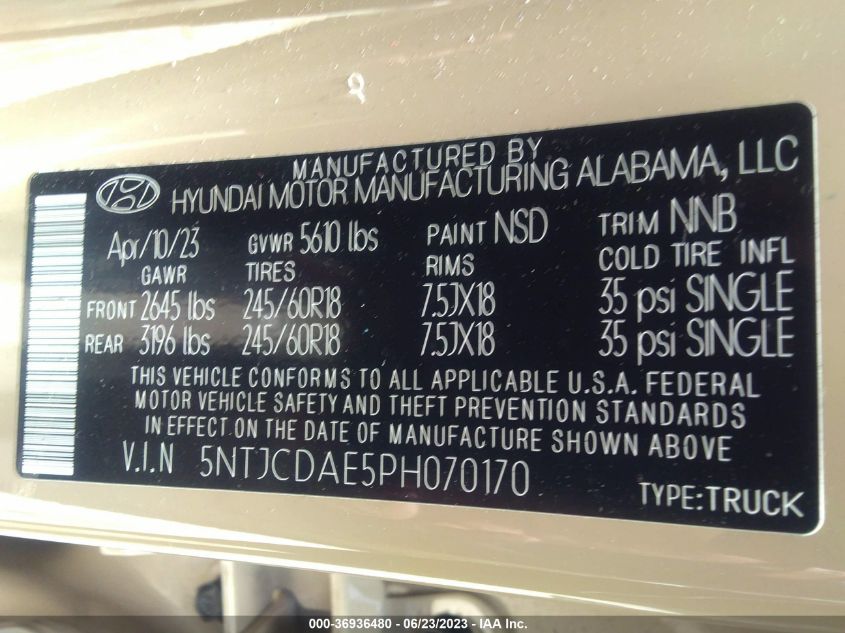 MANUFACTURED BY
HYUNDAI MOTOR MANUFACTURING ALABAMA, LLC
Apr/10/23 GVWR 5610 lbs PAINT NSD TRIM NNB
GAWR TIRES RIMS COLD TIRE INFL
FRONT 2645 lbs 245/60R18 7.5JX18 35 psi SINGLE
REAR 3196 lbs 245/60R18 7.5JX18 35 psi SINGLE
THIS VEHICLE CONFORMS TO ALL APPLICABLE U.S.A. FEDERAL
MOTOR VEHICLE SAFETY AND THEFT PREVENTION STANDARDS
IN EFFECT ON THE DATE OF MANUFACTURE SHOWN ABOVE
V.I.N 5NTJCDAE5PH070170
TYPE:TRUCK
000-36936480 - 06/23/2023 - IAA Inc.